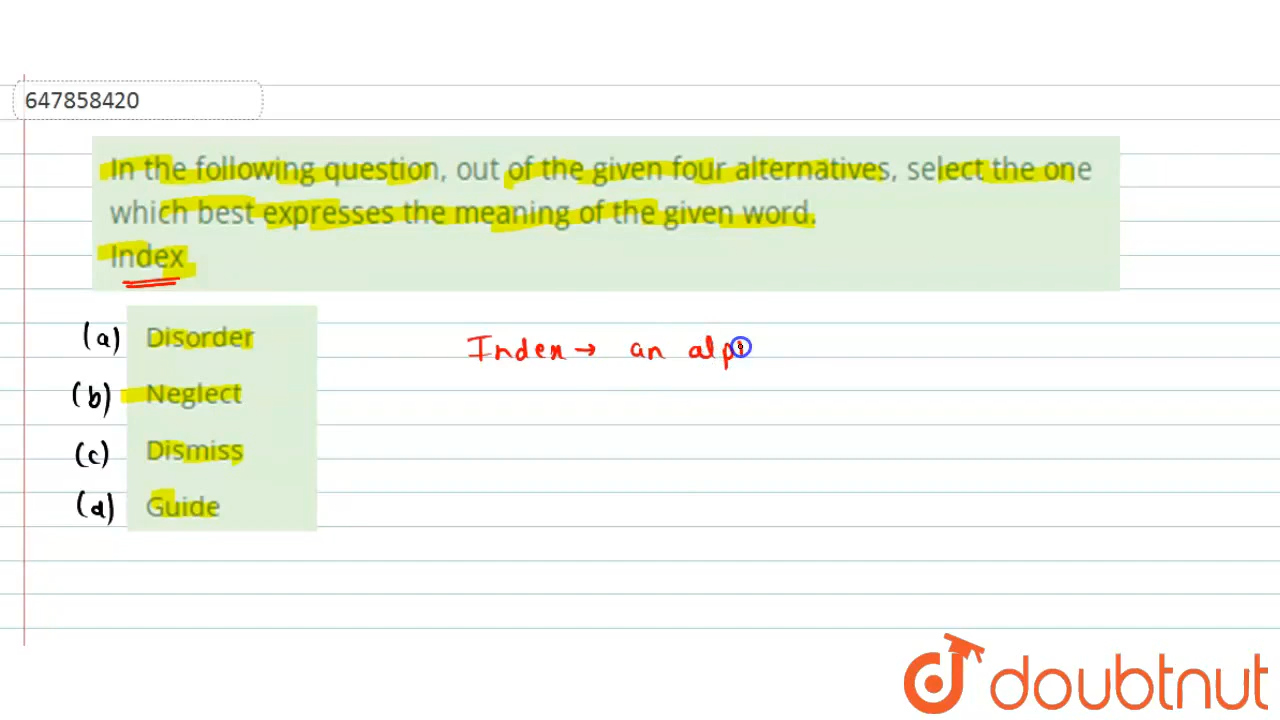 647858420
In the following question, out of the given four alternatives, select the one
which best expresses the meaning of the given word.
Index
(a) Disorder
Index → an alp
(b) Neglect
(c) Dismiss
(d) Guide
doubtnut